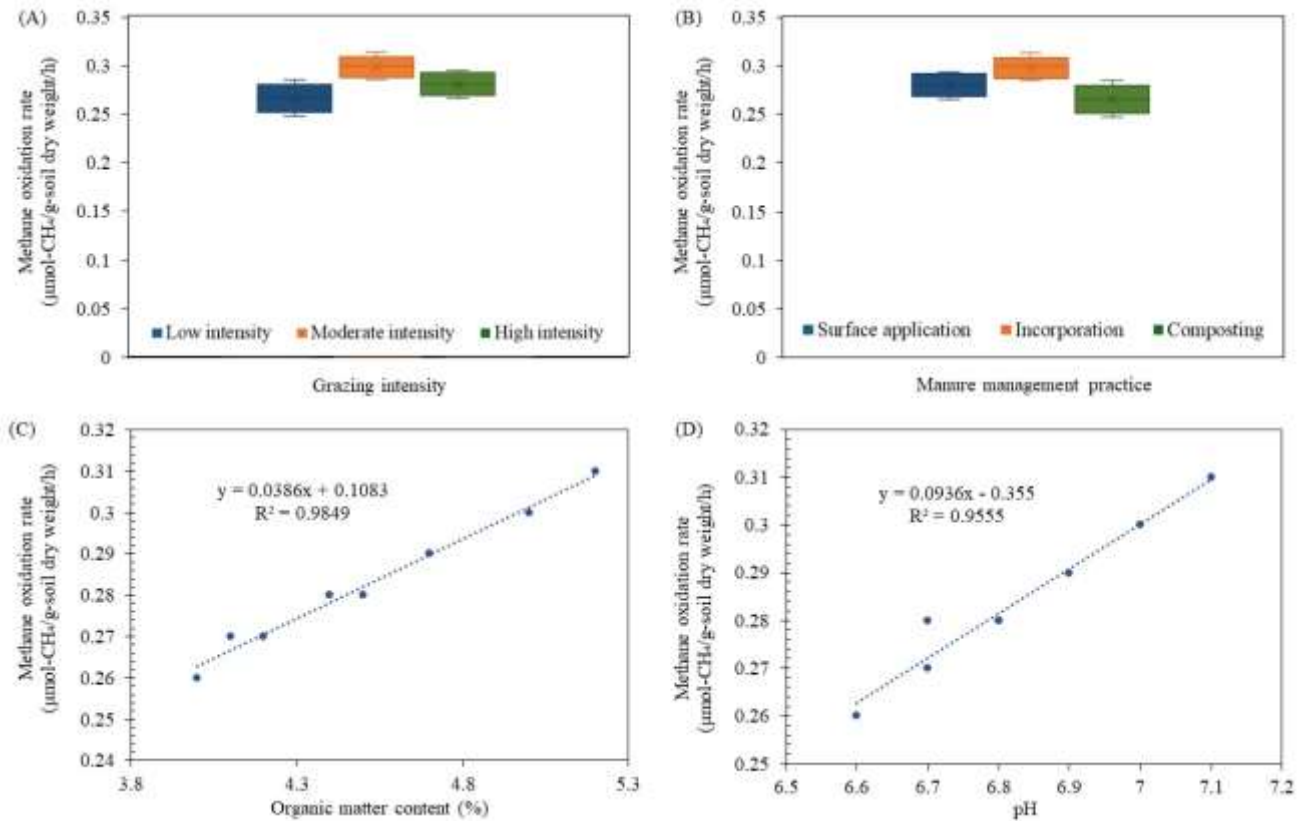 (A)
Methane oxidation rate
(µmol-CH₄/g-soil dry weight/h)
0.35
0.3
0.25
0.2
0.15
0.1
0.05
0
Low intensity Moderate intensity High intensity
Grazing intensity
(B)
Methane oxidation rate
(µmol-CH₄/g-soil dry weight/h)
0.35
0.3
0.25
0.2
0.15
0.1
0.05
0
Surface application Incorporation Composting
Manure management practice
(C)
Methane oxidation rate
(µmol-CH₄/g-soil dry weight/h)
0.32
0.31
0.3
0.29
0.28
0.27
0.26
0.25
0.24
y = 0.0386x + 0.1083
R² = 0.9849
3.8 4.3 4.8 5.3
Organic matter content (%)
(D)
Methane oxidation rate
(µmol-CH₄/g-soil dry weight/h)
0.32
0.31
0.3
0.29
0.28
0.27
0.26
0.25
y = 0.0936x - 0.355
R² = 0.9555
6.5 6.6 6.7 6.8 6.9 7 7.1 7.2
pH